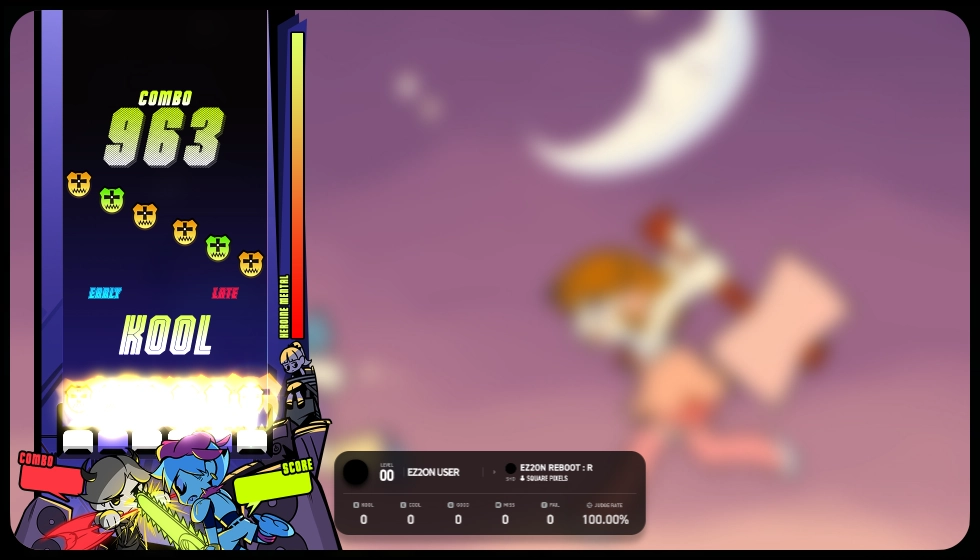 COMBO
963
EARLY
LATE
KOOL
HEROINE MENTAL
COMBO
SCORE
LEVEL
00
EZ2ON USER
EZ2ON REBOOT : R
SQUARE PIXELS
KOOL
COOL
GOOD
MISS
FAIL
JUDGE RATE
0
0
0
0
0
100.00%